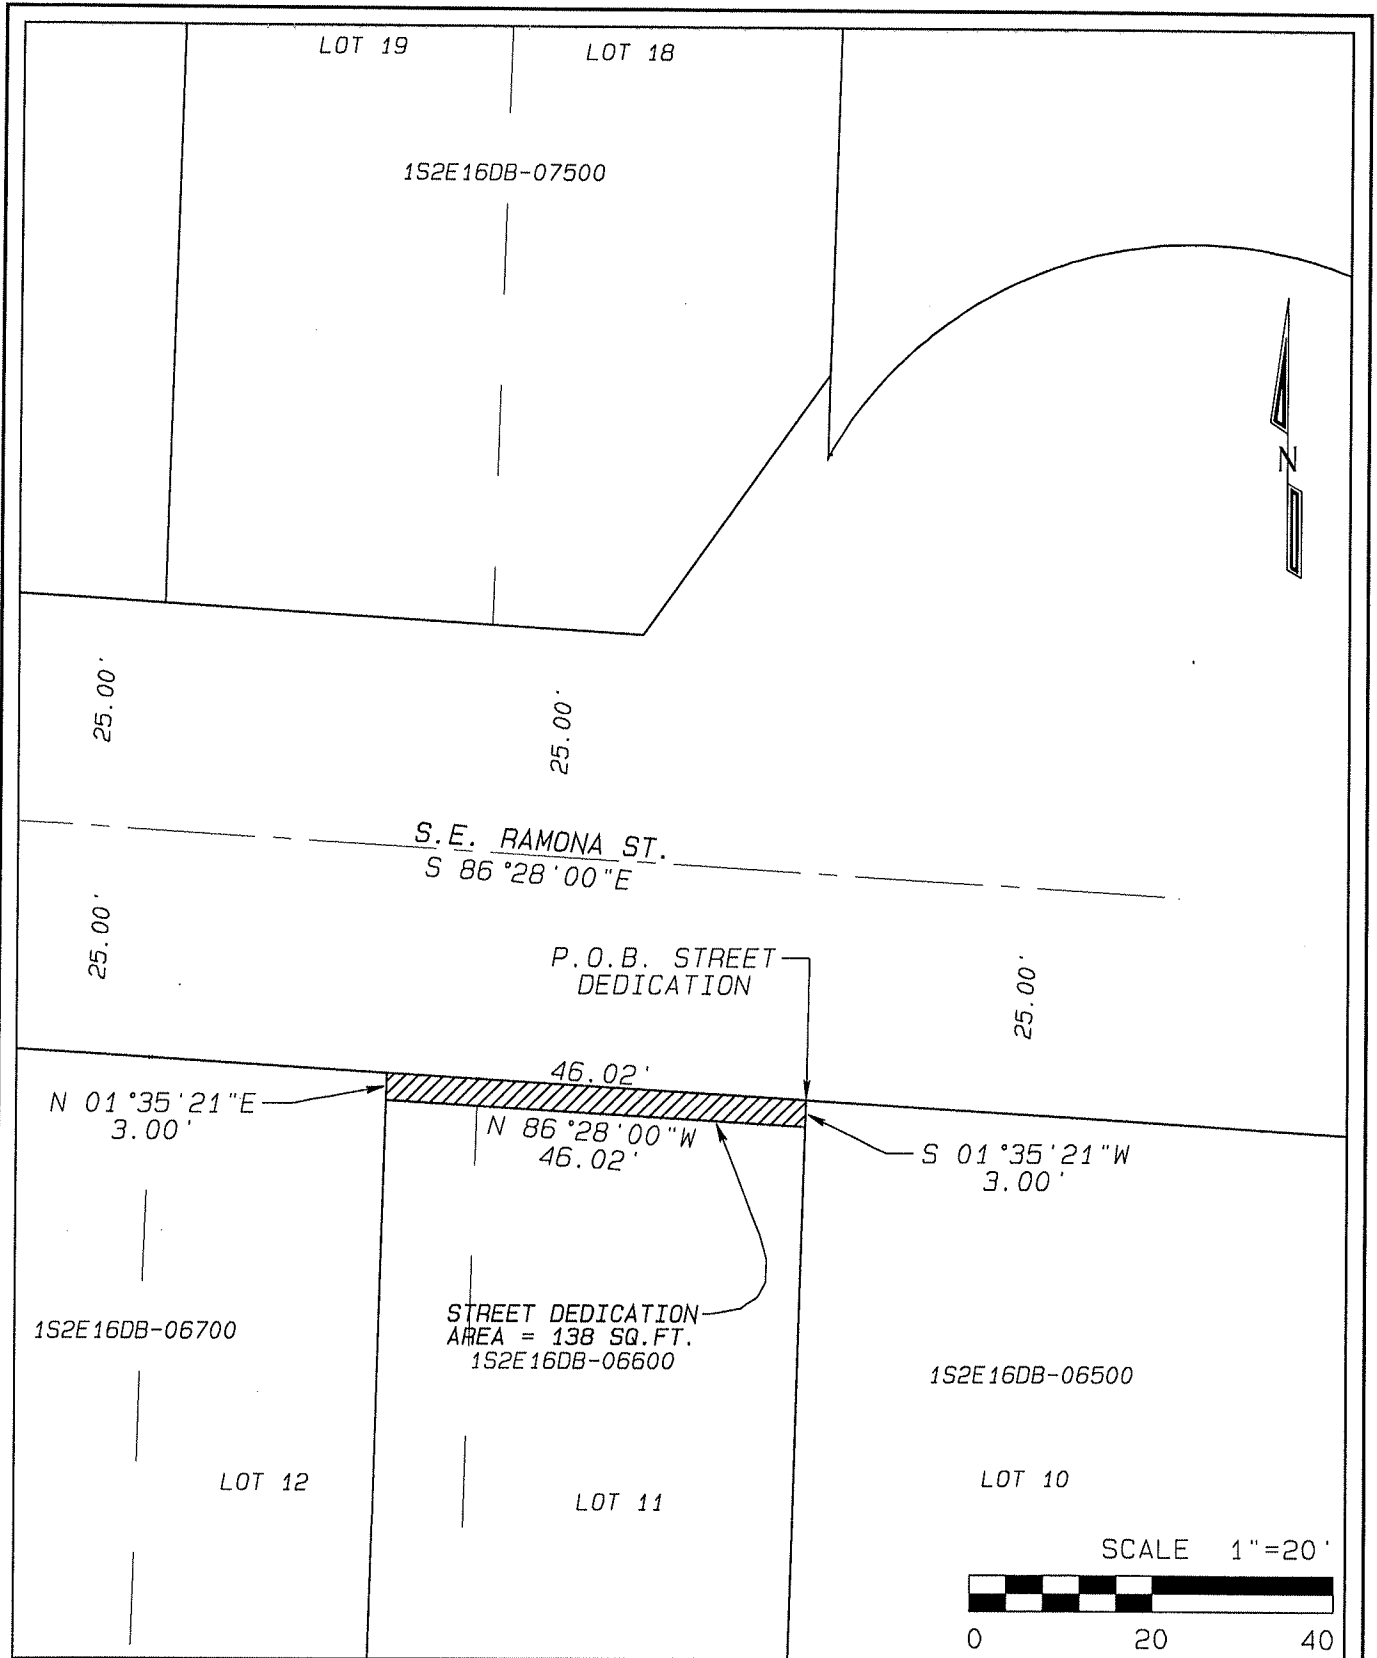 LOT 19
LOT 18
1S2E16DB-07500
N
25.00'
25.00'
S.E. RAMONA ST.
S 86°28'00"E
25.00'
P.O.B. STREET
DEDICATION
25.00'
46.02'
N 01°35'21"E
3.00'
N 86°28'00"W
46.02'
S 01°35'21"W
3.00'
STREET DEDICATION
AREA = 138 SQ.FT.
1S2E16DB-06700
1S2E16DB-06600
1S2E16DB-06500
LOT 12
LOT 11
LOT 10
SCALE 1"=20'
0 20 40